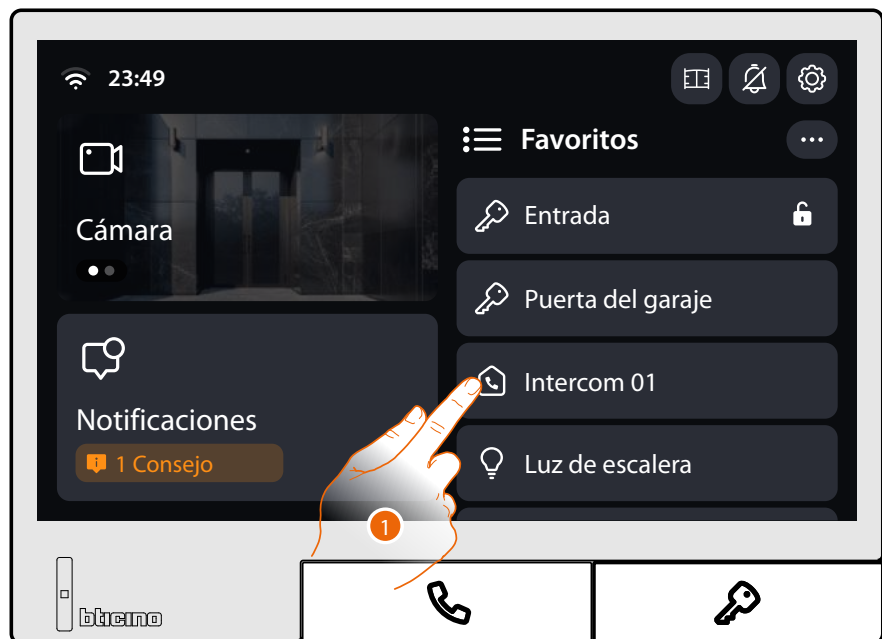 23:49
Cámara
Notificaciones
1 Consejo
Favoritos
Entrada
Puerta del garaje
Intercom 01
Luz de escalera
1
bticino